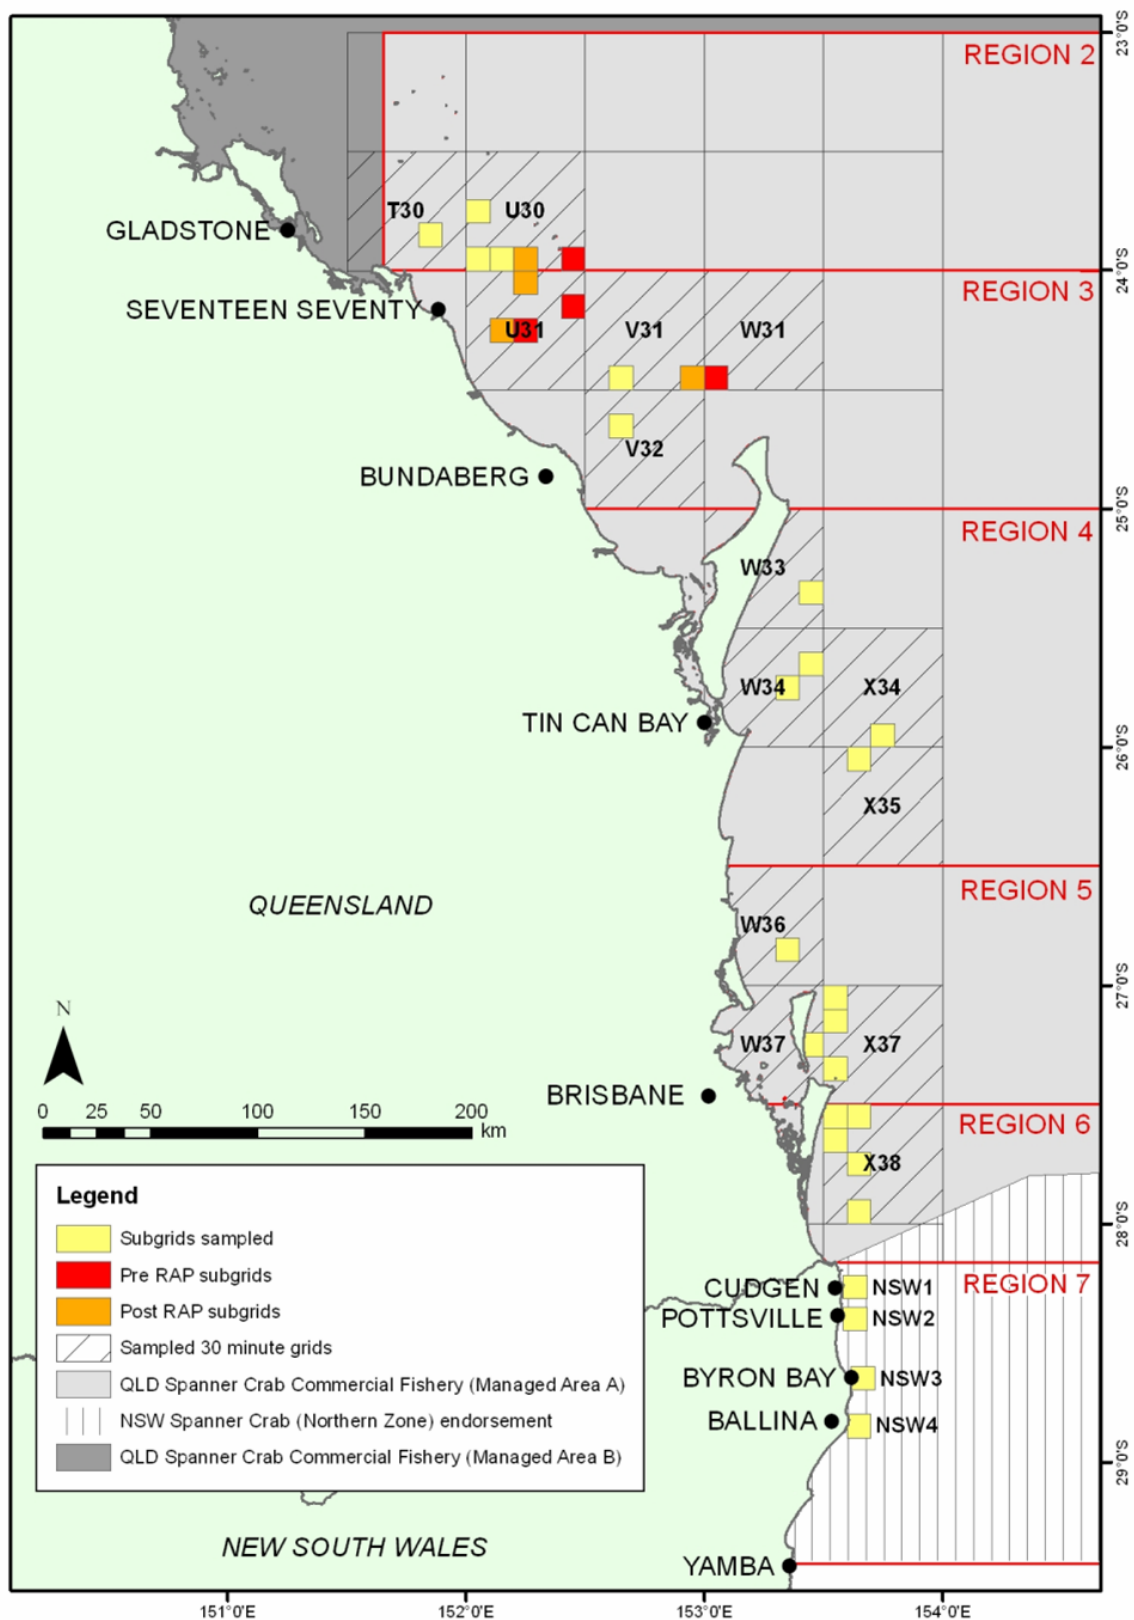 REGION 2
23°0'S
T30
U30
GLADSTONE
24°0'S
REGION 3
SEVENTEEN SEVENTY
U31
V31
W31
V32
BUNDABERG
25°0'S
REGION 4
W33
W34
X34
TIN CAN BAY
26°0'S
X35
REGION 5
QUEENSLAND
W36
27°0'S
N
W37
X37
BRISBANE
0 25 50 100 150 200
km
REGION 6
X38
28°0'S
Legend
Subgrids sampled
Pre RAP subgrids
Post RAP subgrids
Sampled 30 minute grids
QLD Spanner Crab Commercial Fishery (Managed Area A)
NSW Spanner Crab (Northern Zone) endorsement
QLD Spanner Crab Commercial Fishery (Managed Area B)
REGION 7
CUDGEN
NSW1
POTTSVILLE
NSW2
BYRON BAY
NSW3
BALLINA
NSW4
29°0'S
NEW SOUTH WALES
YAMBA
151°0'E
152°0'E
153°0'E
154°0'E